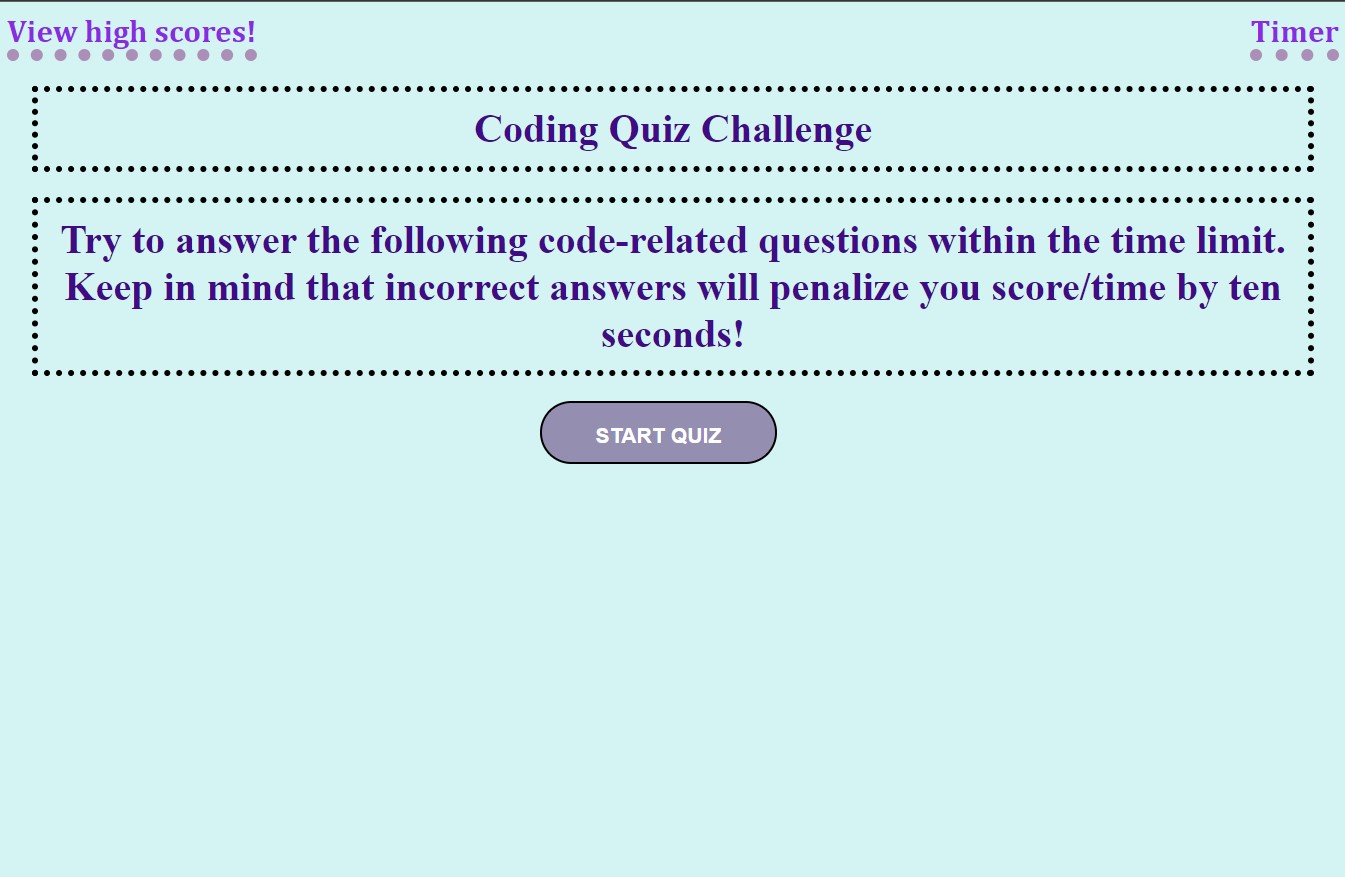 View high scores!
Timer
Coding Quiz Challenge
Try to answer the following code-related questions within the time limit.
Keep in mind that incorrect answers will penalize you score/time by ten
seconds!
START QUIZ